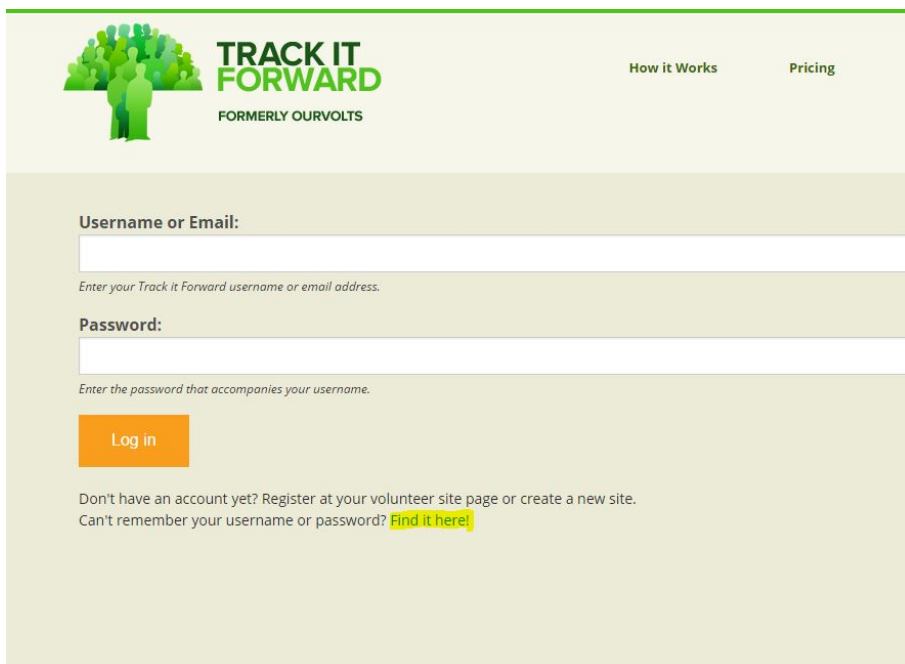 TRACK IT
FORWARD
FORMERLY OURVOLTS
How it Works
Pricing
Username or Email:
Enter your Track it Forward username or email address.
Password:
Enter the password that accompanies your username.
Log in
Don't have an account yet? Register at your volunteer site page or create a new site.
Can't remember your username or password? Find it here!